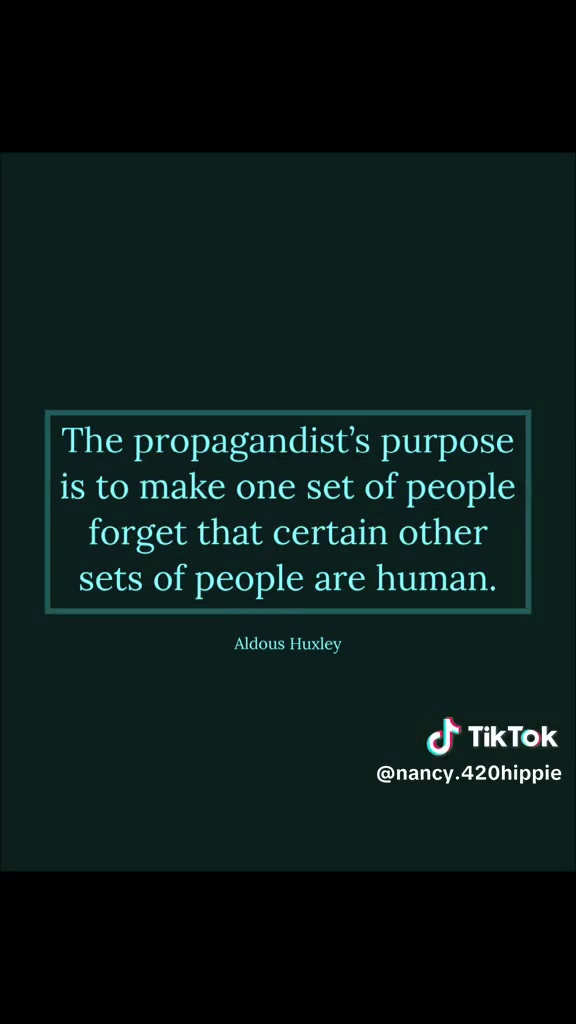 The propagandist’s purpose
is to make one set of people
forget that certain other
sets of people are human.
Aldous Huxley
TikTok
@nancy.420hippie